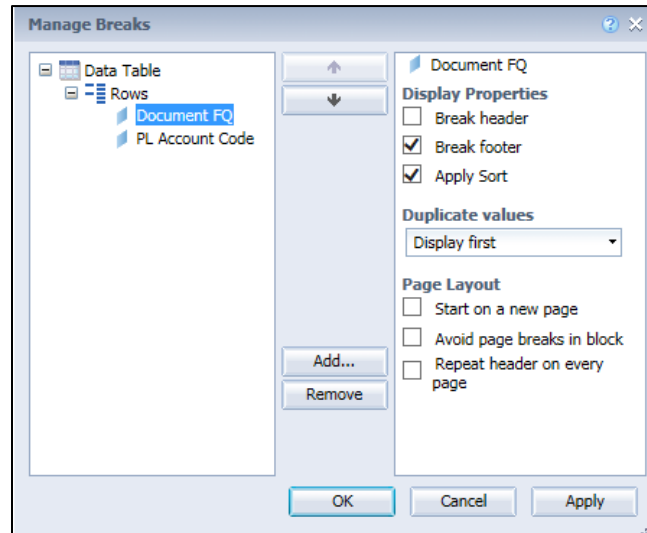 Manage Breaks
Data Table
Rows
Document FQ
PL Account Code
Add...
Remove
Document FQ
Display Properties
Break header
Break footer
Apply Sort
Duplicate values
Display first
Page Layout
Start on a new page
Avoid page breaks in block
Repeat header on every
page
OK
Cancel
Apply